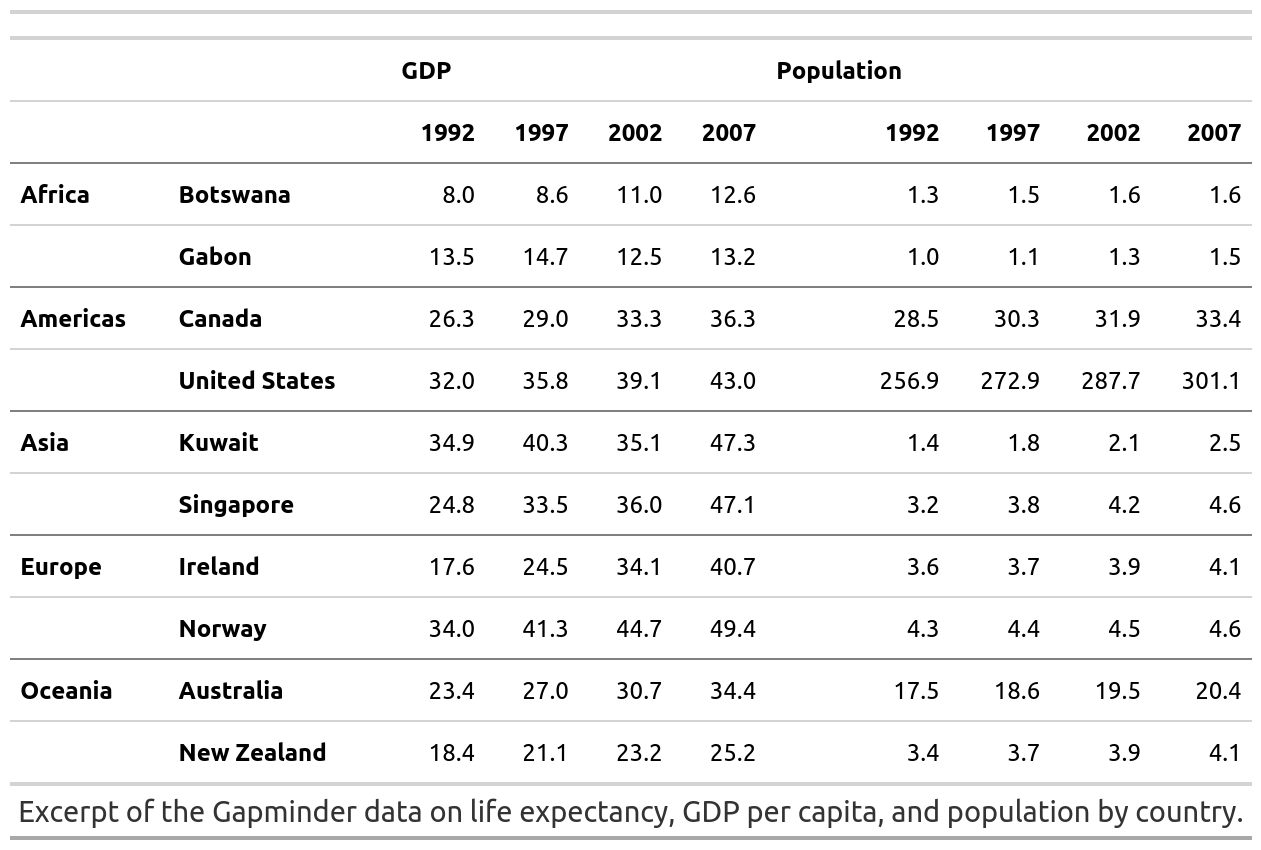 GDP Population
1992 1997 2002 2007 1992 1997 2002 2007
Africa Botswana 8.0 8.6 11.0 12.6 1.3 1.5 1.6 1.6
Gabon 13.5 14.7 12.5 13.2 1.0 1.1 1.3 1.5
Americas Canada 26.3 29.0 33.3 36.3 28.5 30.3 31.9 33.4
United States 32.0 35.8 39.1 43.0 256.9 272.9 287.7 301.1
Asia Kuwait 34.9 40.3 35.1 47.3 1.4 1.8 2.1 2.5
Singapore 24.8 33.5 36.0 47.1 3.2 3.8 4.2 4.6
Europe Ireland 17.6 24.5 34.1 40.7 3.6 3.7 3.9 4.1
Norway 34.0 41.3 44.7 49.4 4.3 4.4 4.5 4.6
Oceania Australia 23.4 27.0 30.7 34.4 17.5 18.6 19.5 20.4
New Zealand 18.4 21.1 23.2 25.2 3.4 3.7 3.9 4.1
Excerpt of the Gapminder data on life expectancy, GDP per capita, and population by country.